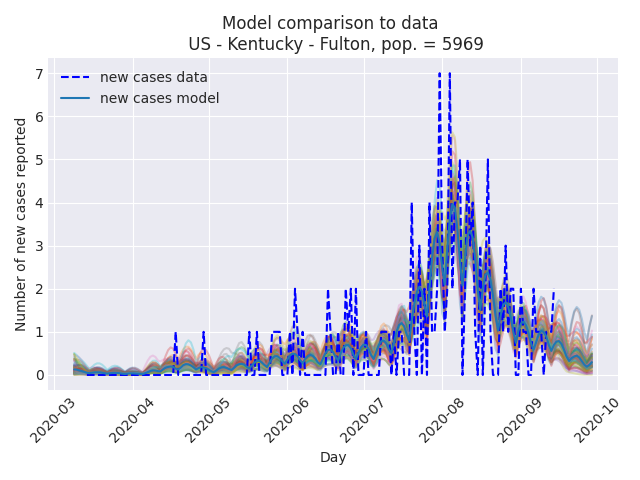 Model comparison to data
US - Kentucky - Fulton, pop. = 5969
7
6
5
4
3
2
1
0
Number of new cases reported
new cases data
new cases model
2020-03
2020-04
2020-05
2020-06
2020-07
2020-08
2020-09
2020-10
Day